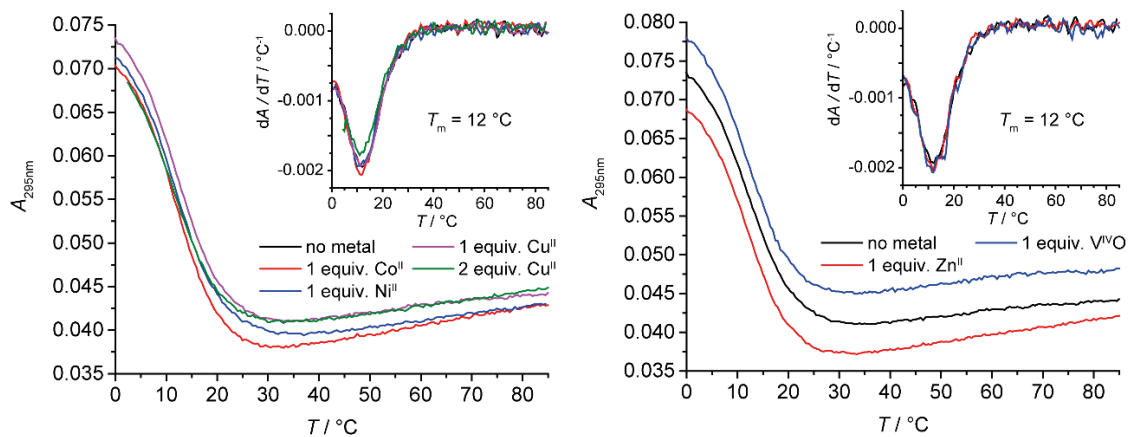 0.075
0.070
0.065
0.060
0.055
0.050
0.045
0.040
0.035
A295nm
0 10 20 30 40 50 60 70 80
T / °C
0.000
-0.001
-0.002
dA / dT / °C⁻¹
Tm = 12 °C
0 20 40 60 80
T / °C
no metal
1 equiv. Coᴵᴵ
1 equiv. Niᴵᴵ
1 equiv. Cuᴵᴵ
2 equiv. Cuᴵᴵ
0.080
0.075
0.070
0.065
0.060
0.055
0.050
0.045
0.040
0.035
A295nm
0 10 20 30 40 50 60 70 80
T / °C
0.000
-0.001
-0.002
dA / dT / °C⁻¹
Tm = 12 °C
0 20 40 60 80
T / °C
no metal
1 equiv. Znᴵᴵ
1 equiv. VᴵⱽO